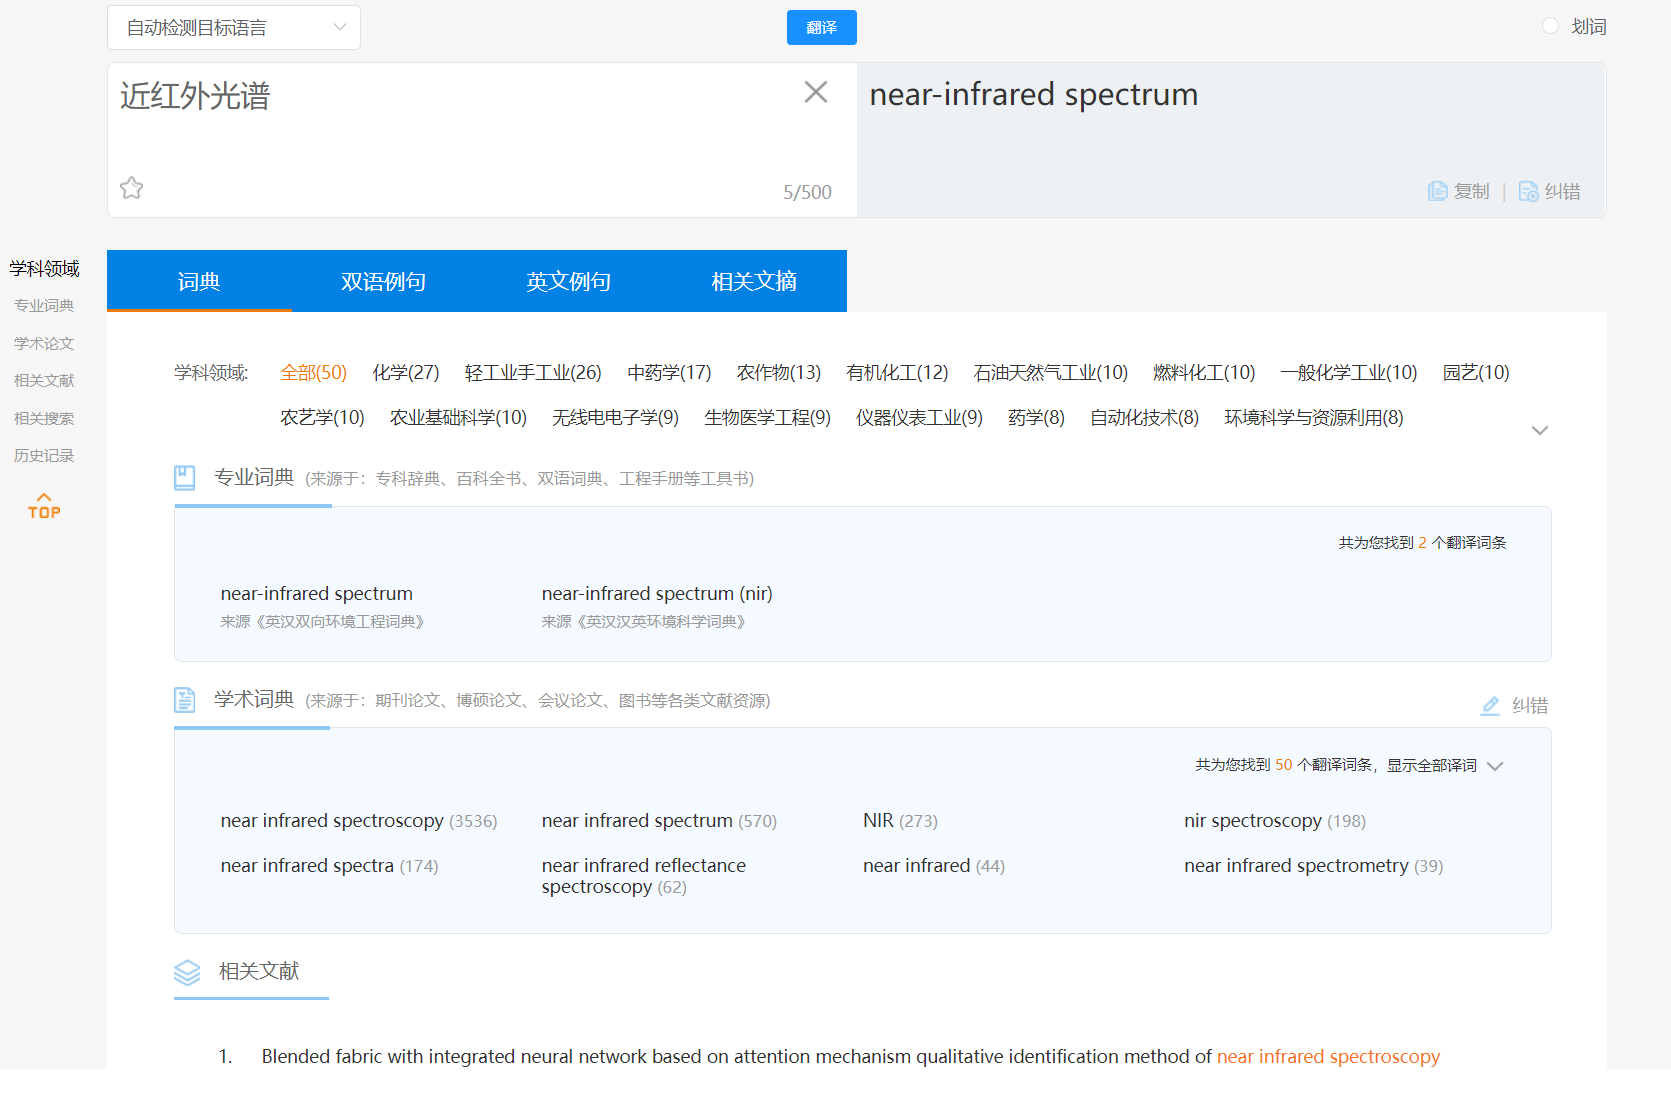 自动检测目标语言
翻译
划词
近红外光谱
near-infrared spectrum
5/500
复制 | 纠错
学科领域
专业词典
学术论文
相关文献
相关搜索
历史记录
TOP
词典 双语例句 英文例句 相关文摘
学科领域: 全部(50) 化学(27) 轻工业手工业(26) 中药学(17) 农作物(13) 有机化工(12) 石油天然气工业(10) 燃料化工(10) 一般化学工业(10) 园艺(10)
农艺学(10) 农业基础科学(10) 无线电电子学(9) 生物医学工程(9) 仪器仪表工业(9) 药学(8) 自动化技术(8) 环境科学与资源利用(8)
专业词典 (来源于：专科辞典、百科全书、双语词典、工程手册等工具书)
共为您找到 2 个翻译词条
near-infrared spectrum near-infrared spectrum (nir)
来源《英汉双向环境工程词典》 来源《英汉汉英环境科学词典》
学术词典 (来源于：期刊论文、博硕论文、会议论文、图书等各类文献资源)
纠错
共为您找到 50 个翻译词条，显示全部译词
near infrared spectroscopy (3536) near infrared spectrum (570) NIR (273) nir spectroscopy (198)
near infrared spectra (174) near infrared reflectance near infrared (44) near infrared spectrometry (39)
spectroscopy (62)
相关文献
1. Blended fabric with integrated neural network based on attention mechanism qualitative identification method of near infrared spectroscopy